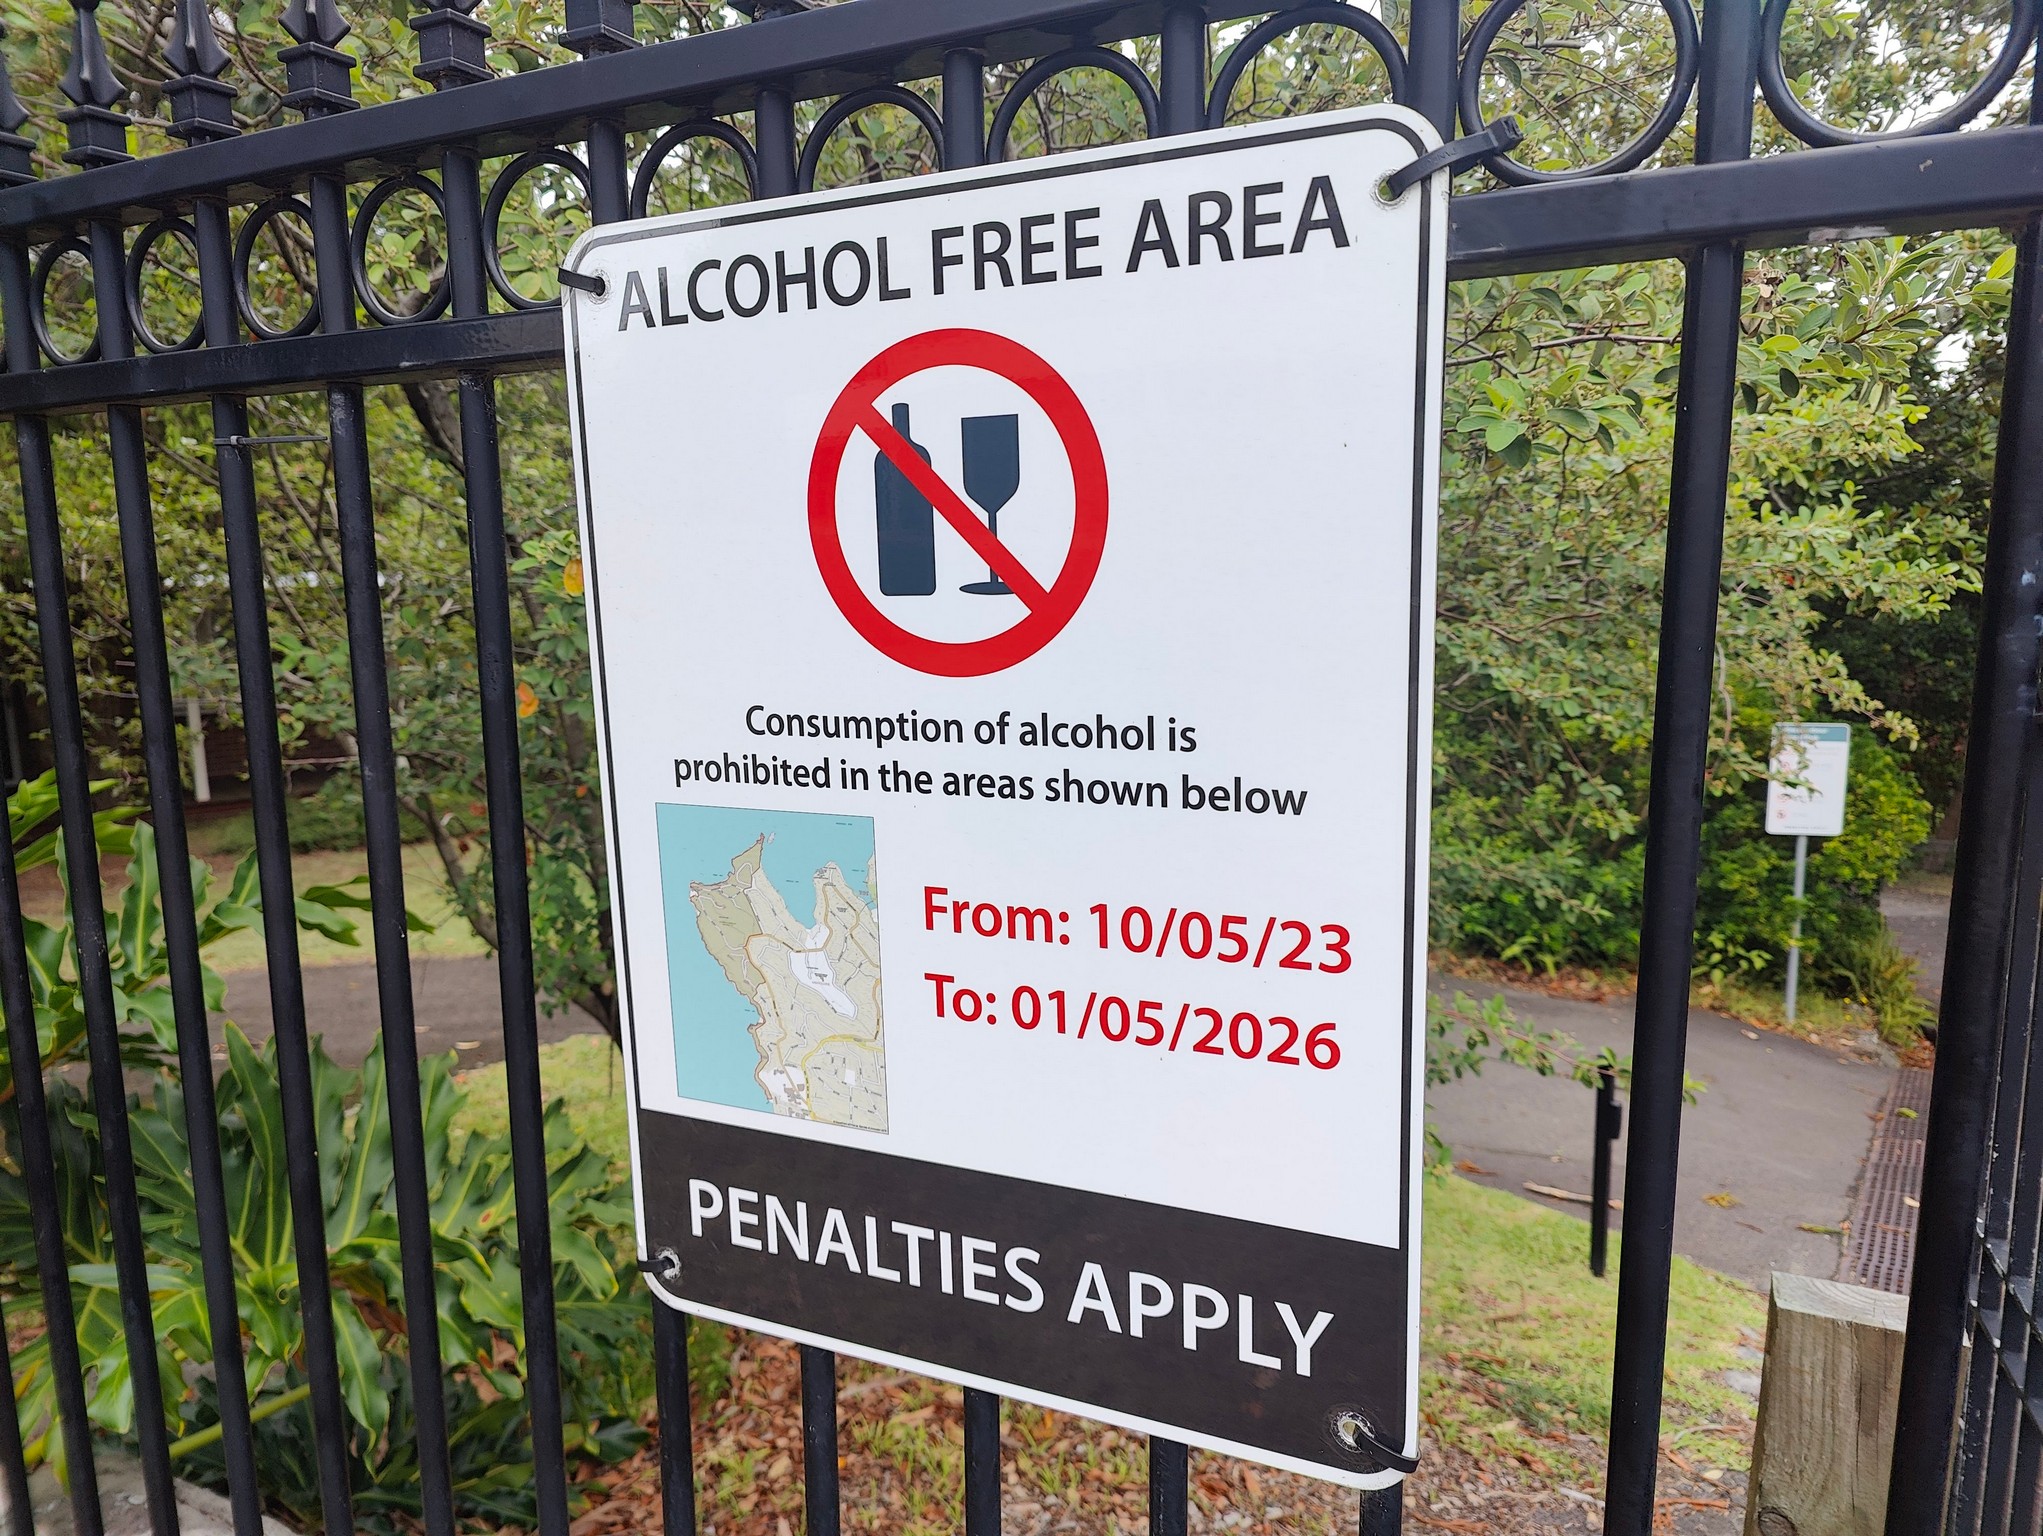 ALCOHOL FREE AREA
Consumption of alcohol is
prohibited in the areas shown below
From: 10/05/23
To: 01/05/2026
PENALTIES APPLY